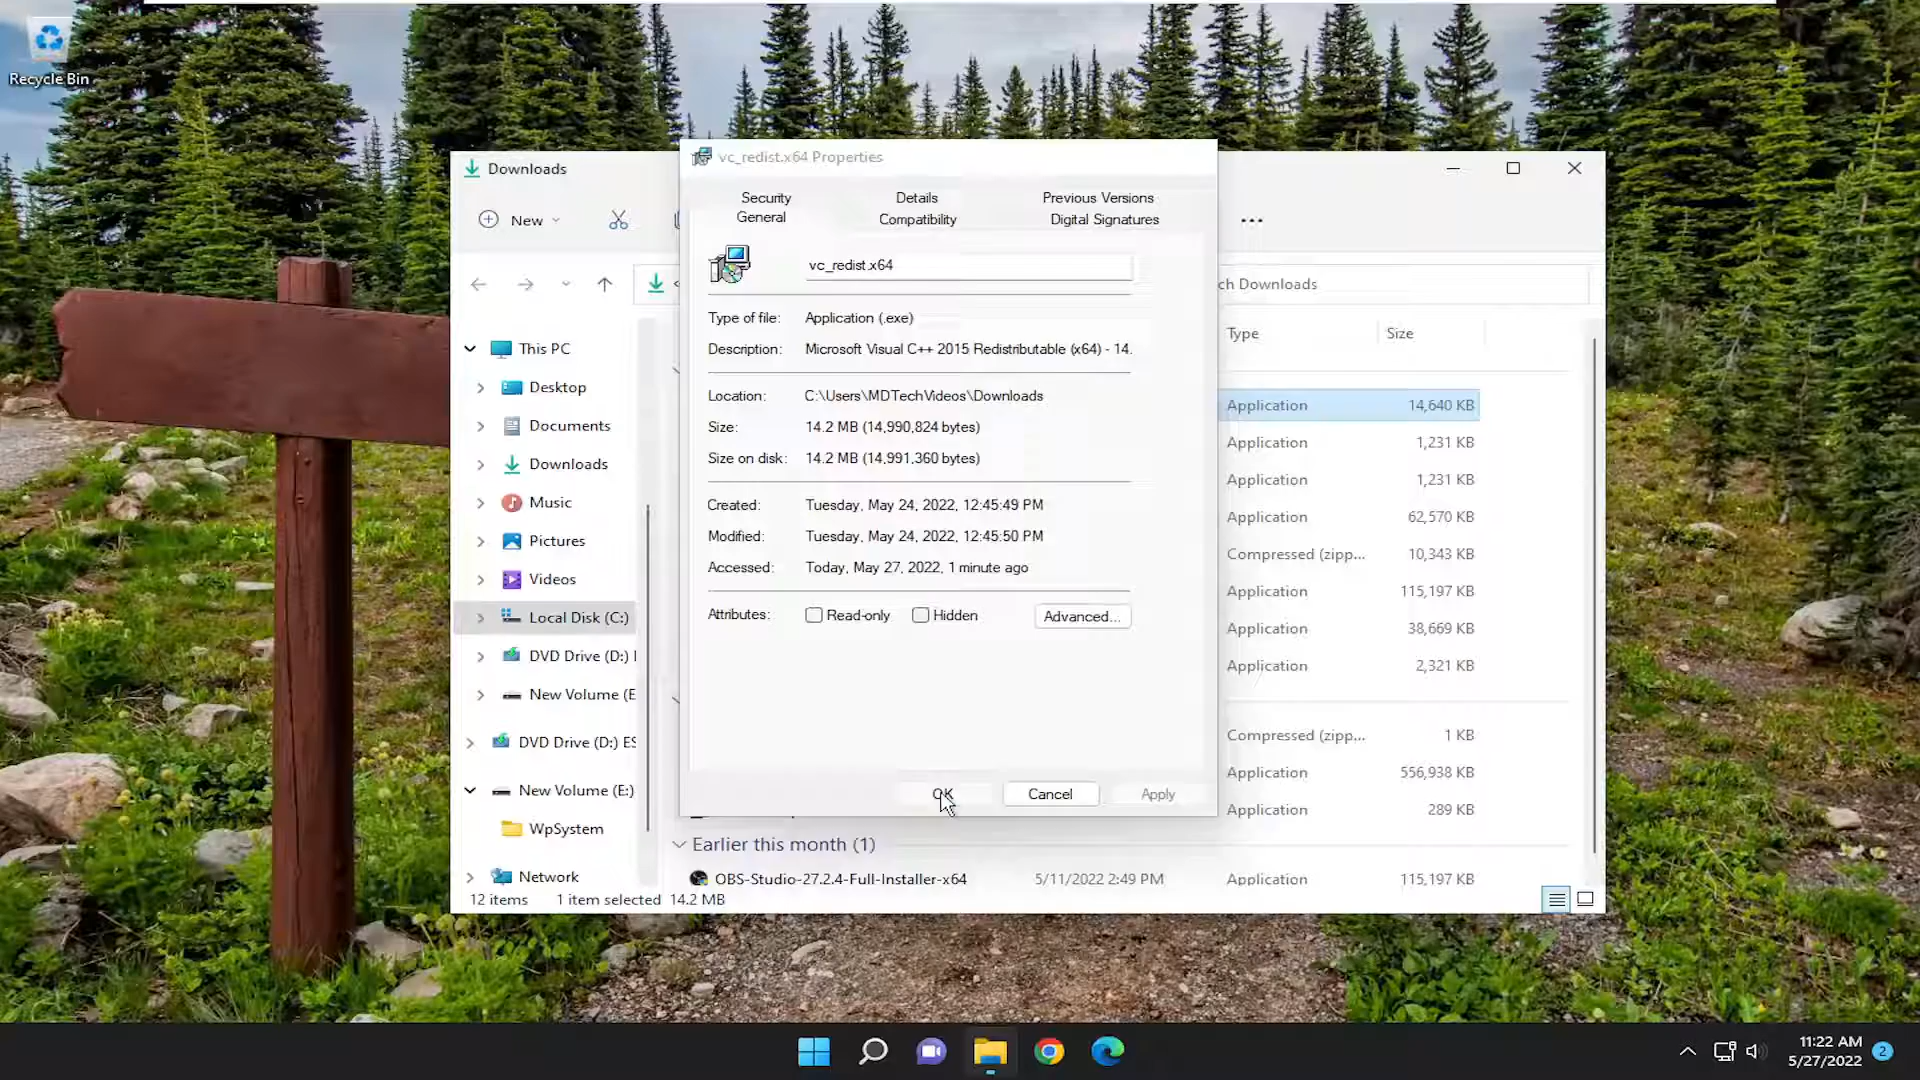 Recycle Bin
Downloads
New
ch Downloads
This PC
Desktop
Documents
Downloads
Music
Pictures
Videos
Local Disk (C:)
DVD Drive (D:)
New Volume (E
DVD Drive (D:) ES
New Volume (E:)
WpSystem
Network
12 items 1 item selected 14.2 MB
vc_redist.x64 Properties
Security Details Previous Versions
General Compatibility Digital Signatures
vc_redist.x64
Type of file: Application (.exe)
Description: Microsoft Visual C++ 2015 Redistributable (x64) - 14.
Location: C:\Users\MDTechVideos\Downloads
Size: 14.2 MB (14,990,824 bytes)
Size on disk: 14.2 MB (14,991,360 bytes)
Created: Tuesday, May 24, 2022, 12:45:49 PM
Modified: Tuesday, May 24, 2022, 12:45:50 PM
Accessed: Today, May 27, 2022, 1 minute ago
Attributes: Read-only Hidden Advanced...
OK Cancel Apply
Type Size
Application 14,640 KB
Application 1,231 KB
Application 1,231 KB
Application 62,570 KB
Compressed (zipp... 10,343 KB
Application 115,197 KB
Application 38,669 KB
Application 2,321 KB
Compressed (zipp... 1 KB
Application 556,938 KB
Application 289 KB
Earlier this month (1)
OBS-Studio-27.2.4-Full-Installer-x64 5/11/2022 2:49 PM Application 115,197 KB
11:22 AM
5/27/2022
2